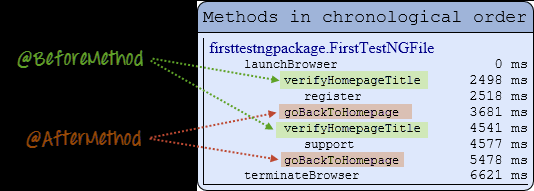 Methods in chronological order
firsttestngpackage.FirstTestNGFile
launchBrowser 0 ms
@BeforeMethod
verifyHomepageTitle 2498 ms
register 2518 ms
goBackToHomepage 3681 ms
@AfterMethod
verifyHomepageTitle 4541 ms
support 4577 ms
goBackToHomepage 5478 ms
terminateBrowser 6621 ms